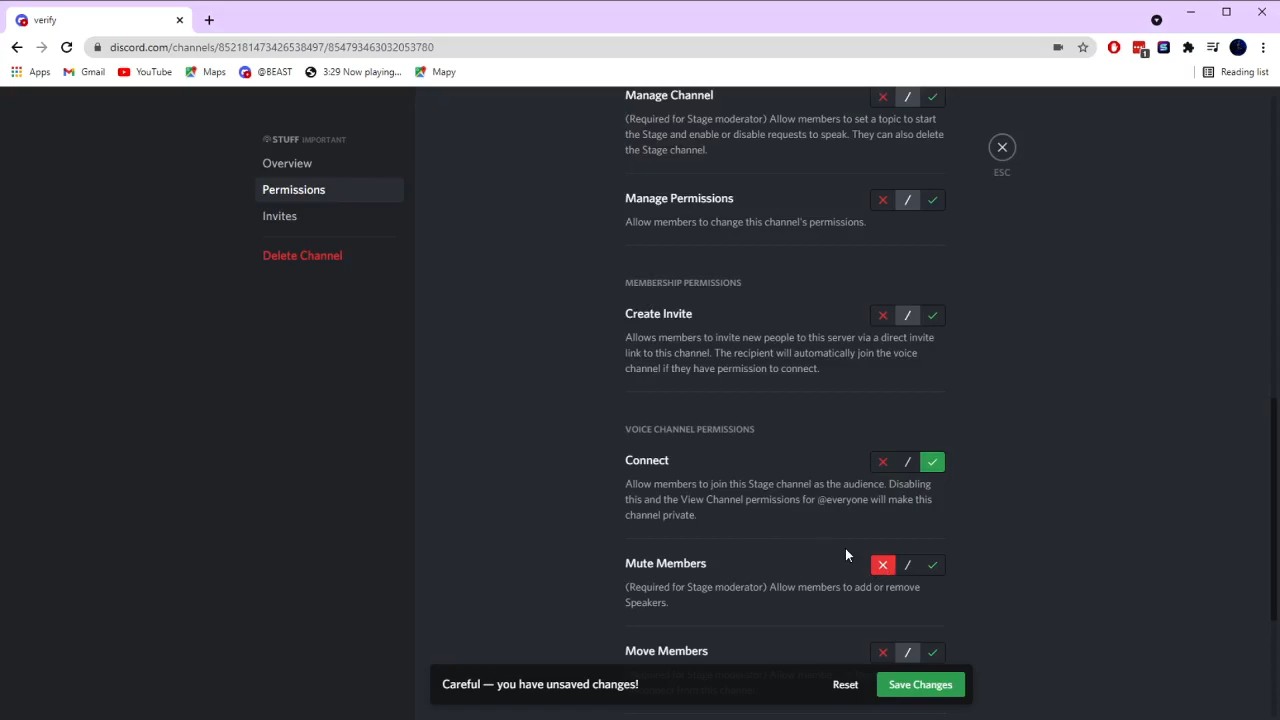 verify
discord.com/channels/852181473426538497/854793463032053780
1
Apps
Gmail
YouTube
Maps
@BEAST
3:29 Now playing...
Mapy
Reading list
STUFF IMPORTANT
Overview
Permissions
Invites
Delete Channel
Manage Channel
(Required for Stage moderator) Allow members to set a topic to start
the Stage and enable or disable requests to speak. They can also delete
the Stage channel.
ESC
Manage Permissions
Allow members to change this channel's permissions.
MEMBERSHIP PERMISSIONS
Create Invite
Allows members to invite new people to this server via a direct invite
link to this channel. The recipient will automatically join the voice
channel if they have permission to connect.
VOICE CHANNEL PERMISSIONS
Connect
Allow members to join this Stage channel as the audience. Disabling
this and the View Channel permissions for @everyone will make this
channel private.
Mute Members
(Required for Stage moderator) Allow members to add or remove
Speakers.
Move Members
Careful — you have unsaved changes!
Reset
Save Changes